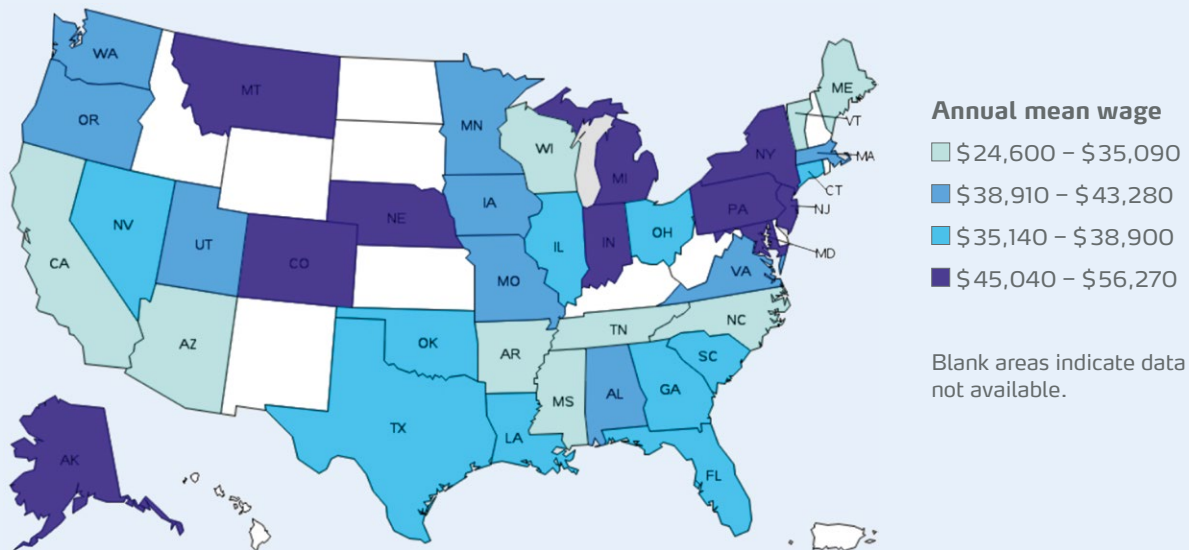 WA
MT
ME
OR
MN
VT
WI
MA
NY
MI
CT
IA
PA
NE
NJ
NV
IL
IN
OH
UT
MD
CO
CA
VA
MO
NC
TN
OK
AZ
AR
SC
MS
AL
GA
TX
LA
AK
FL
Annual mean wage
$24,600 – $35,090
$38,910 – $43,280
$35,140 – $38,900
$45,040 – $56,270
Blank areas indicate data
not available.